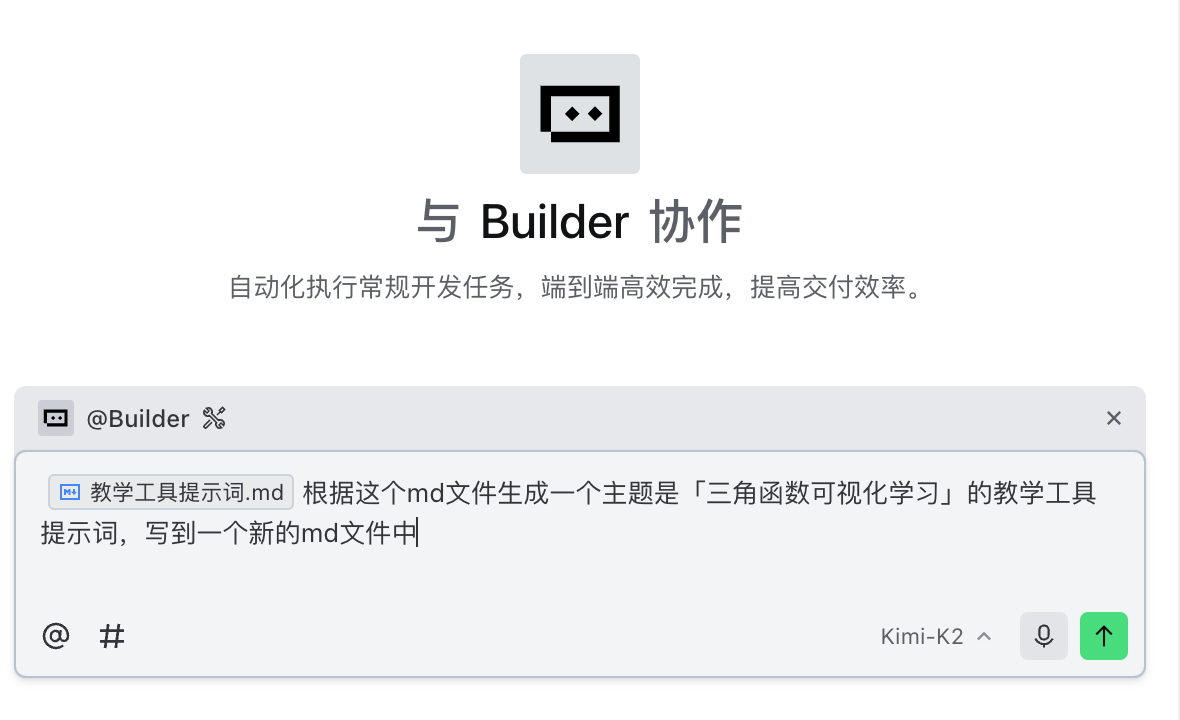 与 Builder 协作
自动化执行常规开发任务，端到端高效完成，提高交付效率。
@Builder
教学工具提示词.md 根据这个md文件生成一个主题是「三角函数可视化学习」的教学工具
提示词，写到一个新的md文件中
@ # Kimi-K2